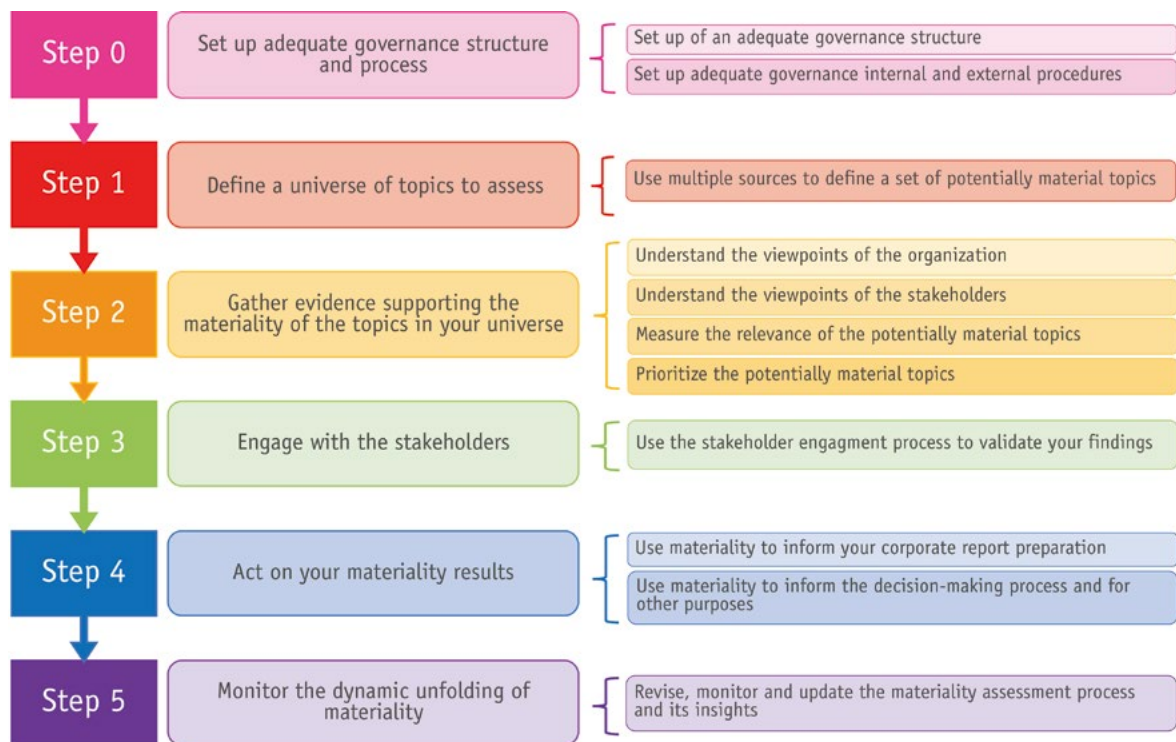 Step 0
Set up adequate governance structure
and process
Set up of an adequate governance structure
Set up adequate governance internal and external procedures
Step 1
Define a universe of topics to assess
Use multiple sources to define a set of potentially material topics
Step 2
Gather evidence supporting the
materiality of the topics in your universe
Understand the viewpoints of the organization
Understand the viewpoints of the stakeholders
Measure the relevance of the potentially material topics
Prioritize the potentially material topics
Step 3
Engage with the stakeholders
Use the stakeholder engagment process to validate your findings
Step 4
Act on your materiality results
Use materiality to inform your corporate report preparation
Use materiality to inform the decision-making process and for
other purposes
Step 5
Monitor the dynamic unfolding of
materiality
Revise, monitor and update the materiality assessment process
and its insights